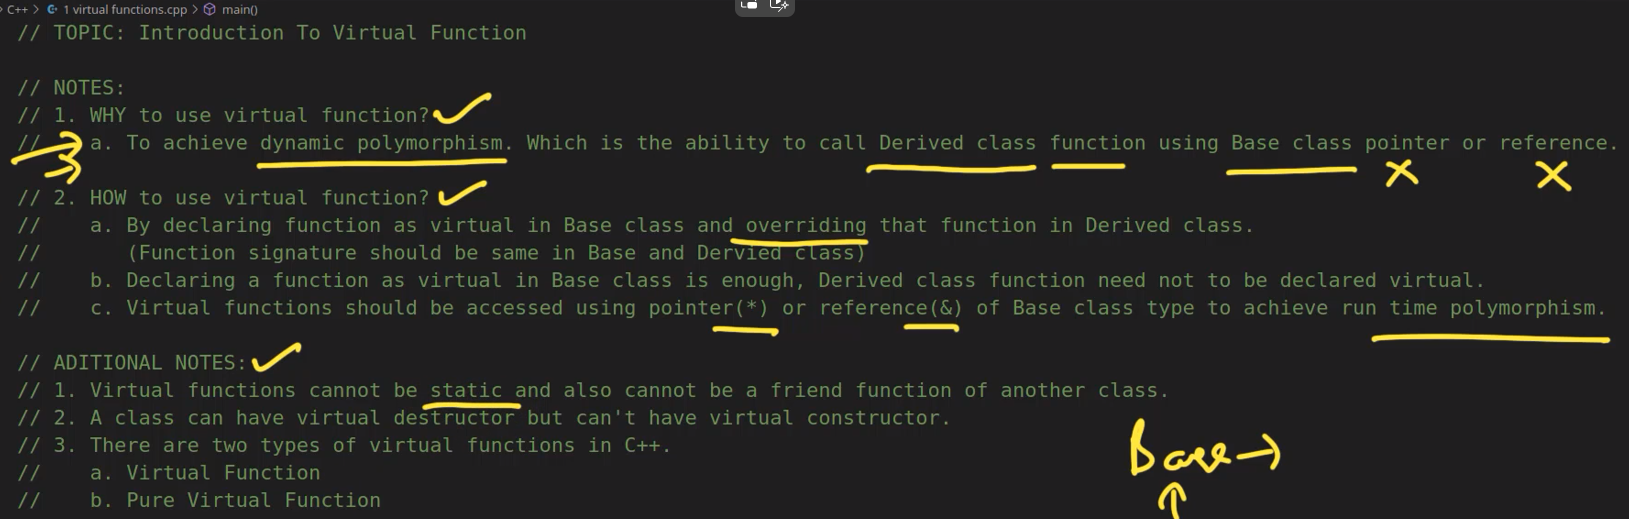 C++ > 1 virtual functions.cpp > main()
// TOPIC: Introduction To Virtual Function
// NOTES:
// 1. WHY to use virtual function?
// a. To achieve dynamic polymorphism. Which is the ability to call Derived class function using Base class pointer or reference.
// 2. HOW to use virtual function?
// a. By declaring function as virtual in Base class and overriding that function in Derived class.
// (Function signature should be same in Base and Dervied class)
// b. Declaring a function as virtual in Base class is enough, Derived class function need not to be declared virtual.
// c. Virtual functions should be accessed using pointer(*) or reference(&) of Base class type to achieve run time polymorphism.
// ADITIONAL NOTES:
// 1. Virtual functions cannot be static and also cannot be a friend function of another class.
// 2. A class can have virtual destructor but can't have virtual constructor.
// 3. There are two types of virtual functions in C++.
Base →
// a. Virtual Function
// b. Pure Virtual Function